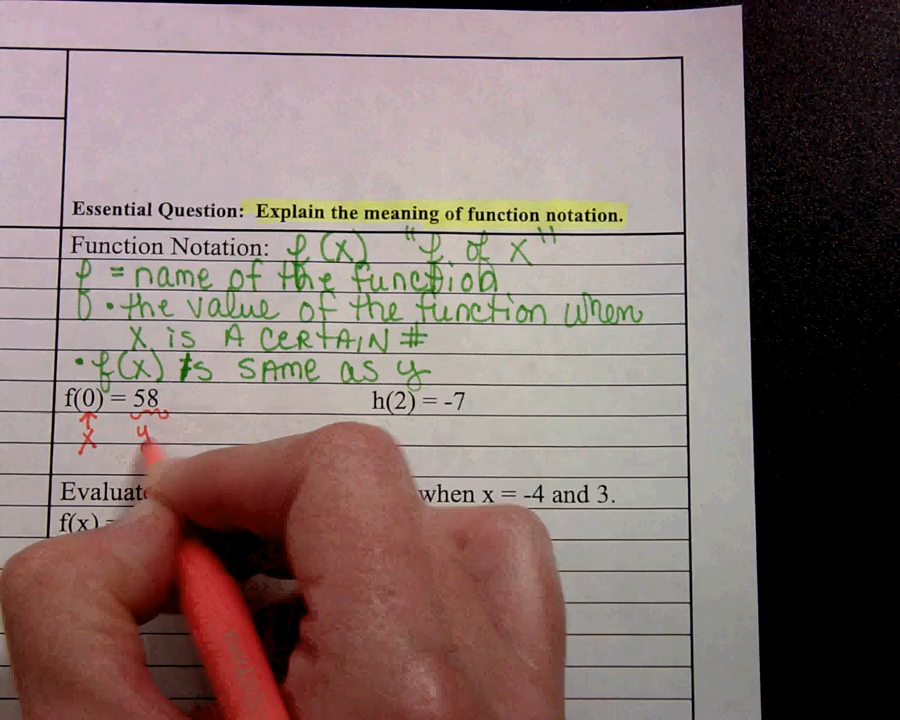 Essential Question: Explain the meaning of function notation.
Function Notation: f(x) "f of x"
f = name of the function
• the value of the function when
x is A CERTAIN #
• f(x) is SAME AS y
f(0) = 58 h(2) = -7
x y
Evaluate when x = -4 and 3.
f(x) =